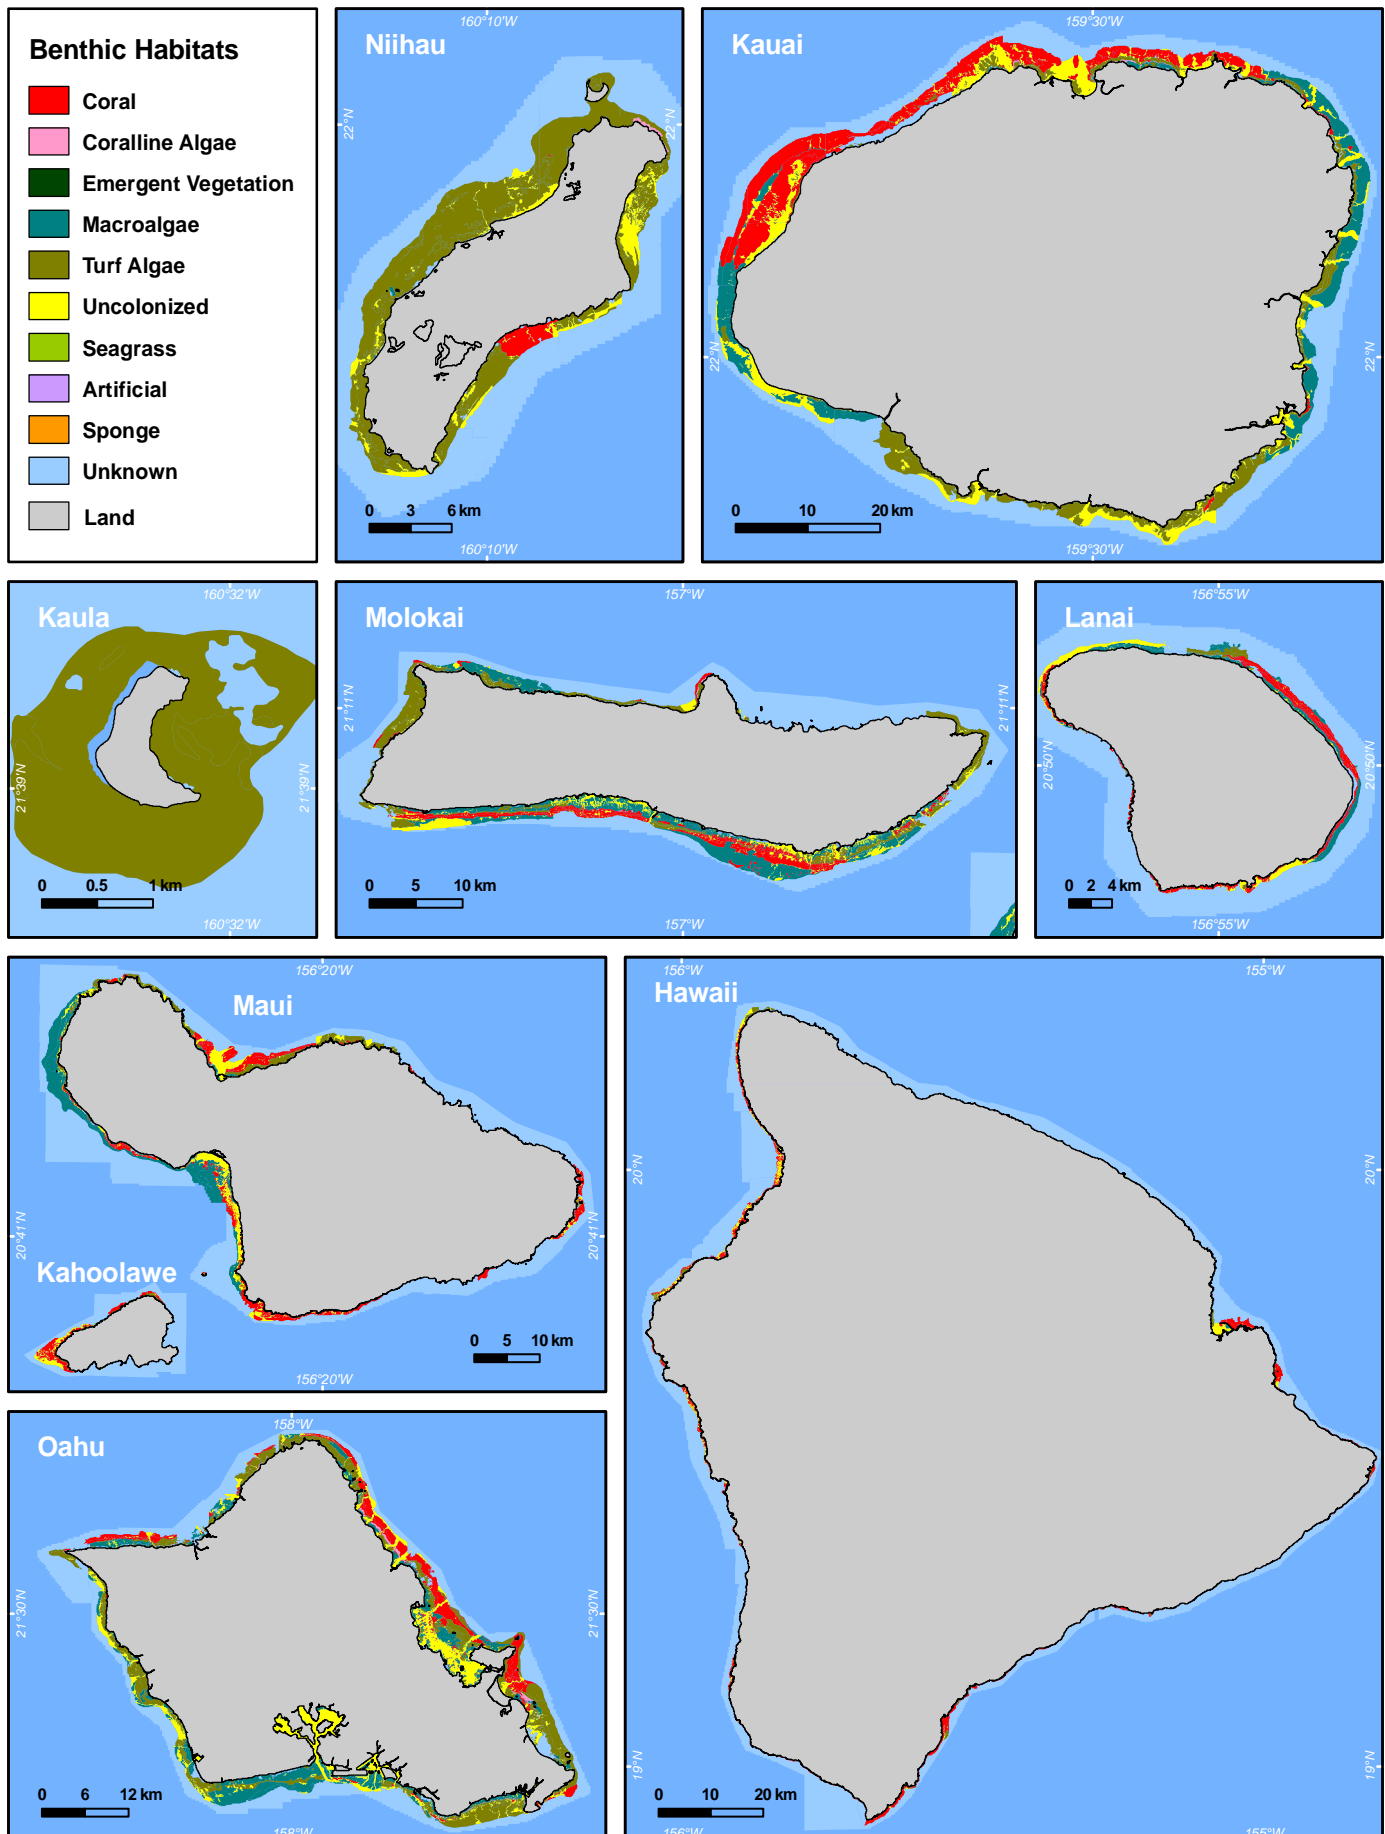 Benthic Habitats
Coral
Coralline Algae
Emergent Vegetation
Macroalgae
Turf Algae
Uncolonized
Seagrass
Artificial
Sponge
Unknown
Land
160°10'W
Niihau
22°N
22°N
0 3 6 km
160°10'W
159°30'W
Kauai
22°N
22°N
0 10 20 km
159°30'W
160°32'W
Kaula
21°39'N
21°39'N
0 0.5 1 km
160°32'W
157°W
Molokai
21°11'N
21°11'N
0 5 10 km
157°W
156°55'W
Lanai
20°50'N
20°50'N
0 2 4 km
156°55'W
156°20'W
Maui
20°41'N
20°41'N
Kahoolawe
0 5 10 km
156°20'W
156°W
155°W
Hawaii
20°N
20°N
19°N
19°N
0 10 20 km
156°W
155°W
158°W
Oahu
21°30'N
21°30'N
0 6 12 km
158°W